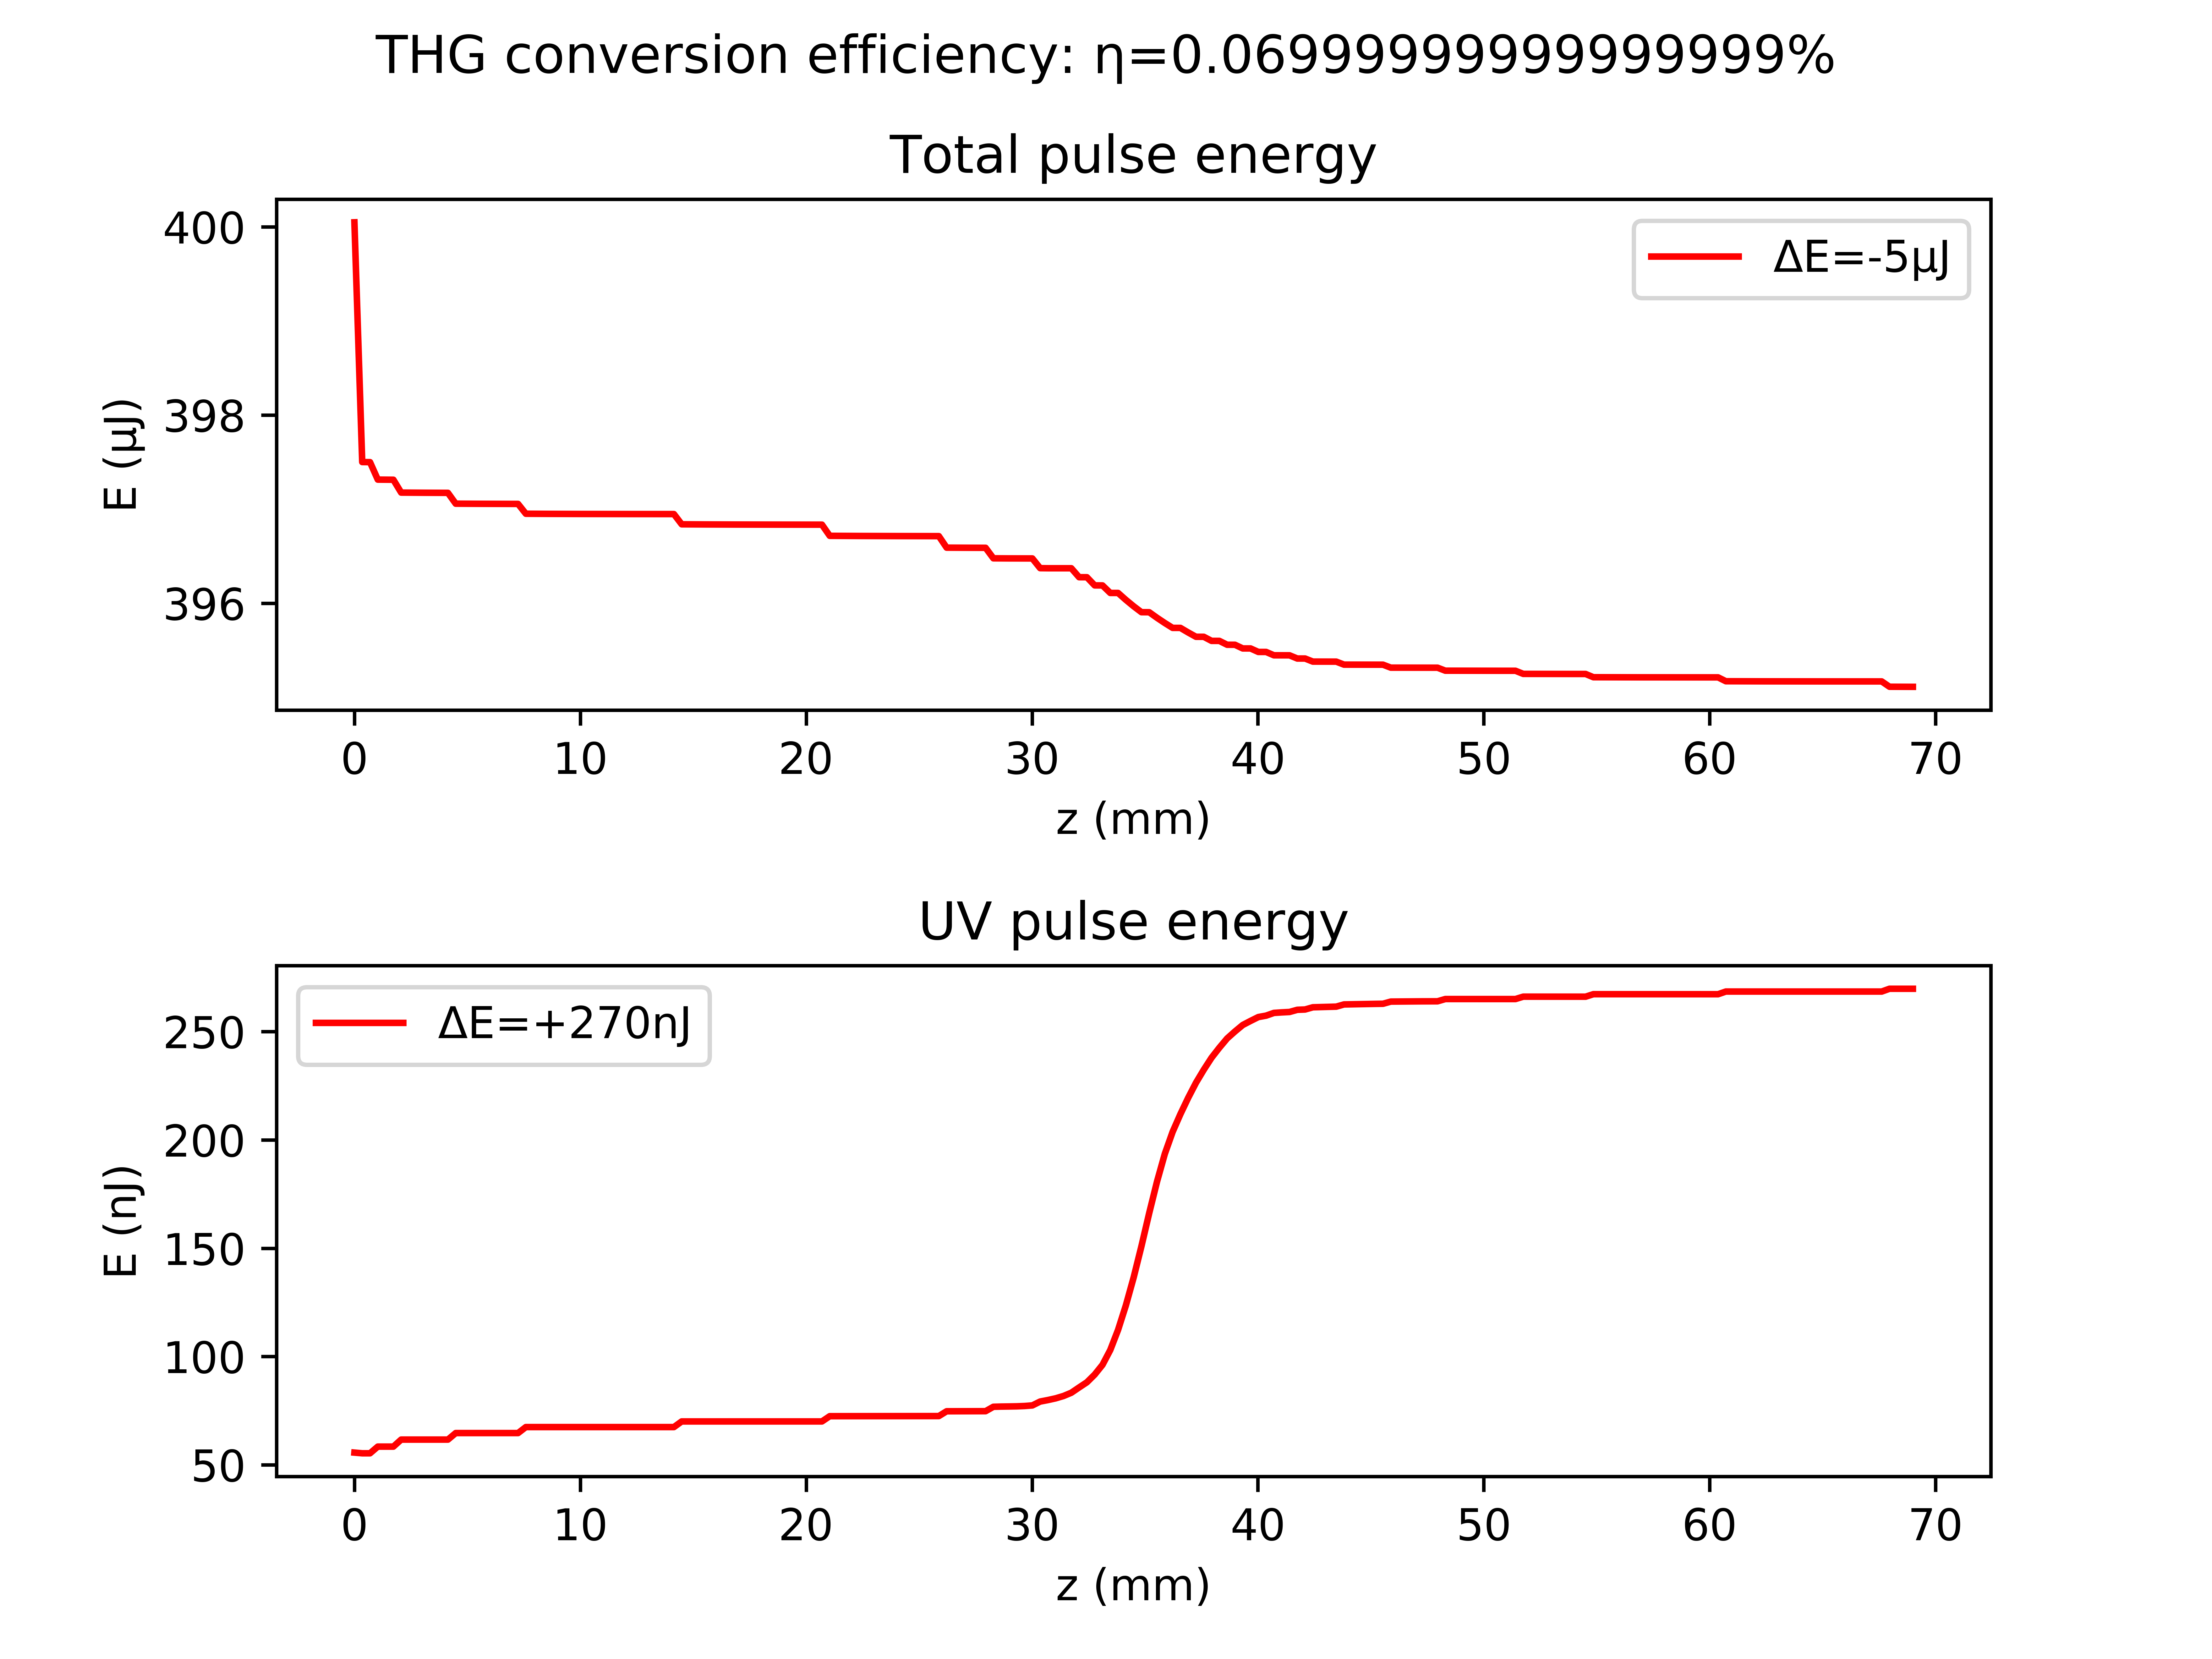 THG conversion efficiency: η=0.06999999999999999%
Total pulse energy
ΔE=-5μJ
400
398
396
E (μJ)
0 10 20 30 40 50 60 70
z (mm)
UV pulse energy
ΔE=+270nJ
250
200
150
100
50
E (nJ)
0 10 20 30 40 50 60 70
z (mm)